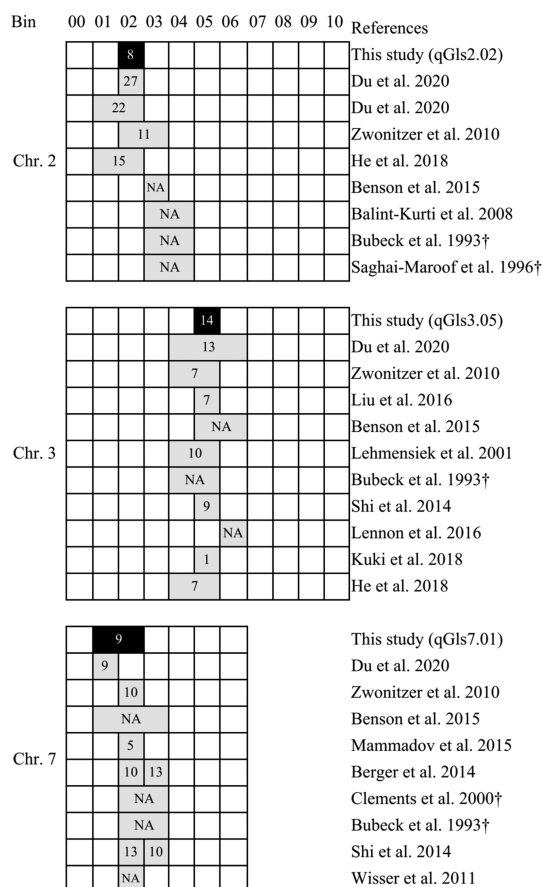 Bin 00 01 02 03 04 05 06 07 08 09 10 References
8 This study (qGls2.02)
27 Du et al. 2020
22 Du et al. 2020
11 Zwonitzer et al. 2010
Chr. 2 15 He et al. 2018
NA Benson et al. 2015
NA Balint-Kurti et al. 2008
NA Bubeck et al. 1993†
NA Saghai-Maroof et al. 1996†
14 This study (qGls3.05)
13 Du et al. 2020
7 Zwonitzer et al. 2010
7 Liu et al. 2016
NA Benson et al. 2015
Chr. 3 10 Lehmensiek et al. 2001
NA Bubeck et al. 1993†
9 Shi et al. 2014
NA Lennon et al. 2016
1 Kuki et al. 2018
7 He et al. 2018
9 This study (qGls7.01)
9 Du et al. 2020
10 Zwonitzer et al. 2010
NA Benson et al. 2015
5 Mammadov et al. 2015
Chr. 7 10 13 Berger et al. 2014
NA Clements et al. 2000†
NA Bubeck et al. 1993†
13 10 Shi et al. 2014
NA Wisser et al. 2011